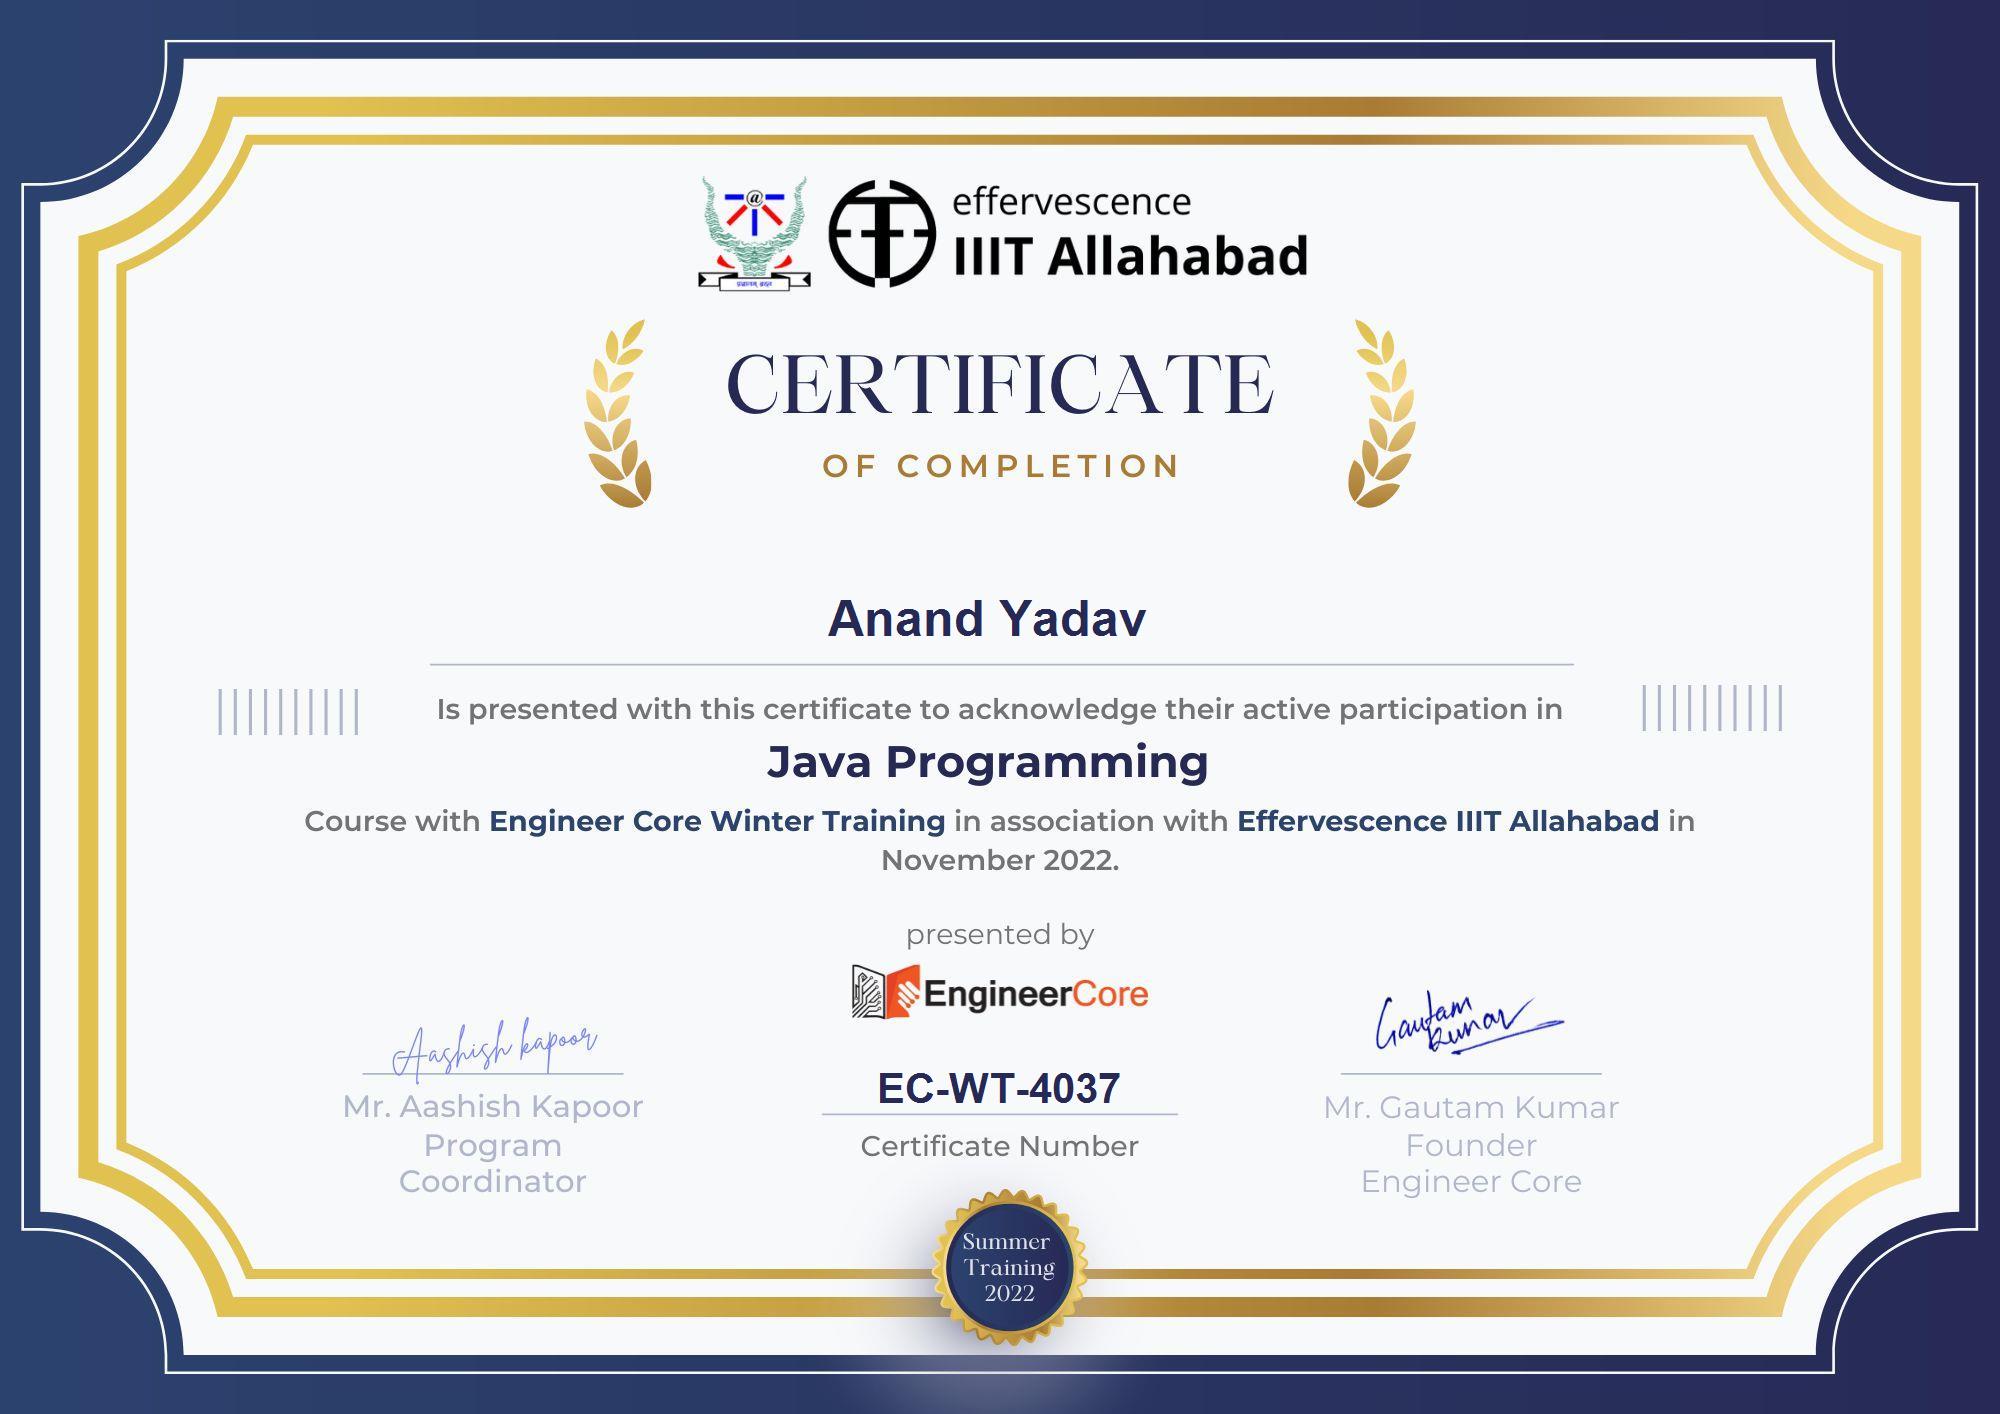 effervescence
IIIT Allahabad
CERTIFICATE
OF COMPLETION
Anand Yadav
Is presented with this certificate to acknowledge their active participation in
Java Programming
Course with Engineer Core Winter Training in association with Effervescence IIIT Allahabad in
November 2022.
presented by
EngineerCore
Aashish kapoor
Mr. Aashish Kapoor
Program
Coordinator
EC-WT-4037
Certificate Number
Gautam
Kumar
Mr. Gautam Kumar
Founder
Engineer Core
Summer
Training
2022